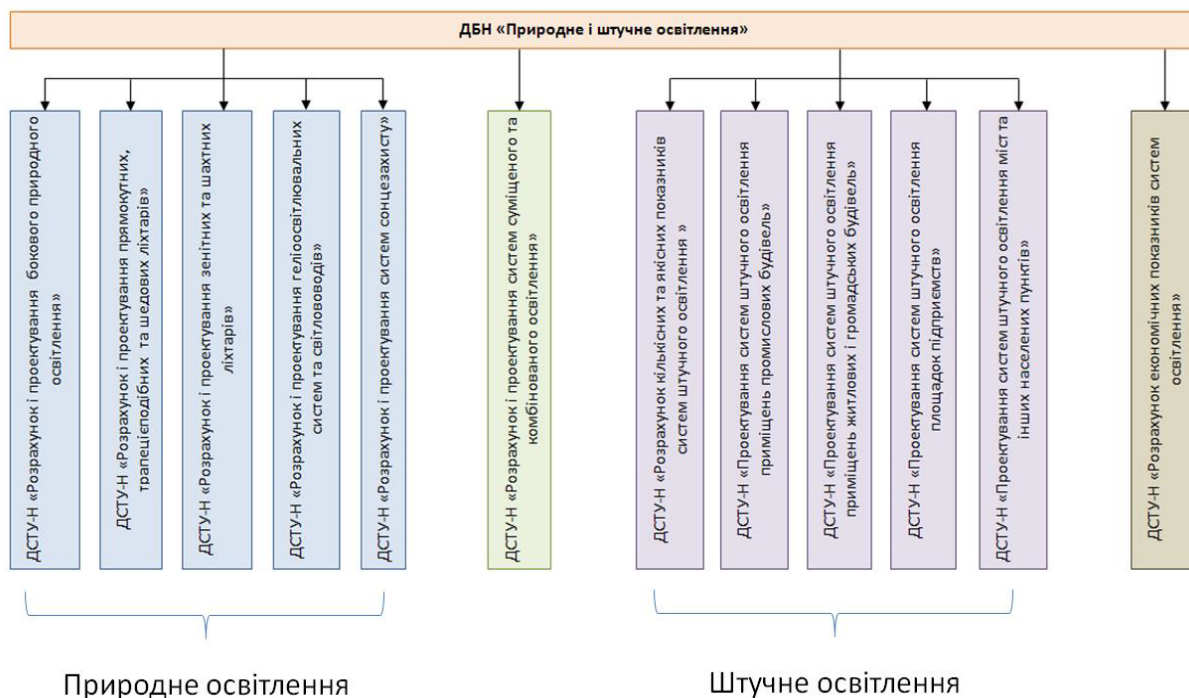 ДБН «Природне і штучне освітлення»
ДСТУ-Н «Розрахунок і проектування бокового природного
освітлення»
ДСТУ-Н «Розрахунок і проектування прямокутних,
трапецієподібних та шедових ліхтарів»
ДСТУ-Н «Розрахунок і проектування зенітних та шахтних
ліхтарів»
ДСТУ-Н «Розрахунок і проектування геліоосвітлювальних
систем та світлововодів»
ДСТУ-Н «Розрахунок і проектування систем сонцезахисту»
ДСТУ-Н «Розрахунок і проектування систем суміщеного та
комбінованого освітлення»
ДСТУ-Н «Розрахунок кількісних та якісних показників
систем штучного освітлення »
ДСТУ-Н «Проектування систем штучного освітлення
приміщень промислових будівель»
ДСТУ-Н «Проектування систем штучного освітлення
приміщень житлових і громадських будівель»
ДСТУ-Н «Проектування систем штучного освітлення
площадок підприємств»
ДСТУ-Н «Проектування систем штучного освітлення міст та
інших населених пунктів»
ДСТУ-Н «Розрахунок економічних показників систем
освітлення»
Природне освітлення
Штучне освітлення